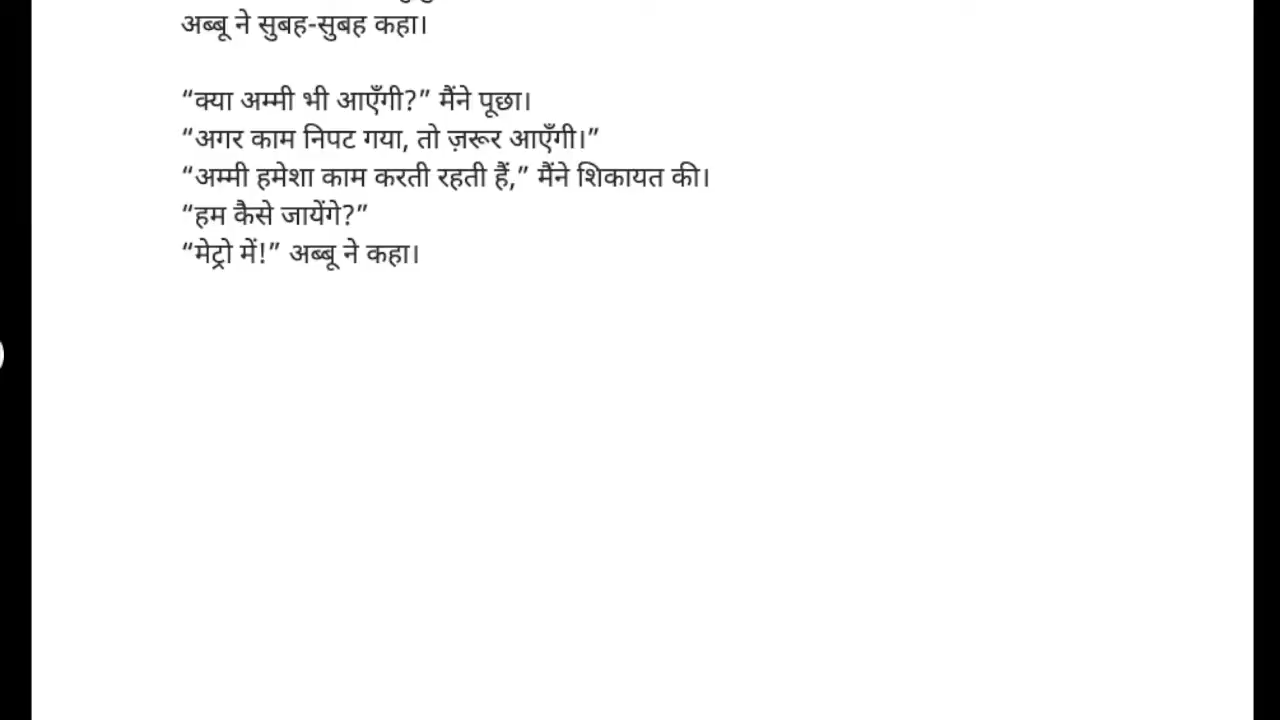 अब्बू ने सुबह-सुबह कहा।
“क्या अम्मी भी आएँगी?” मैंने पूछा।
“अगर काम निपट गया, तो ज़रूर आएँगी।”
“अम्मी हमेशा काम करती रहती हैं,” मैंने शिकायत की।
“हम कैसे जायेंगे?”
“मेट्रो में!” अब्बू ने कहा।